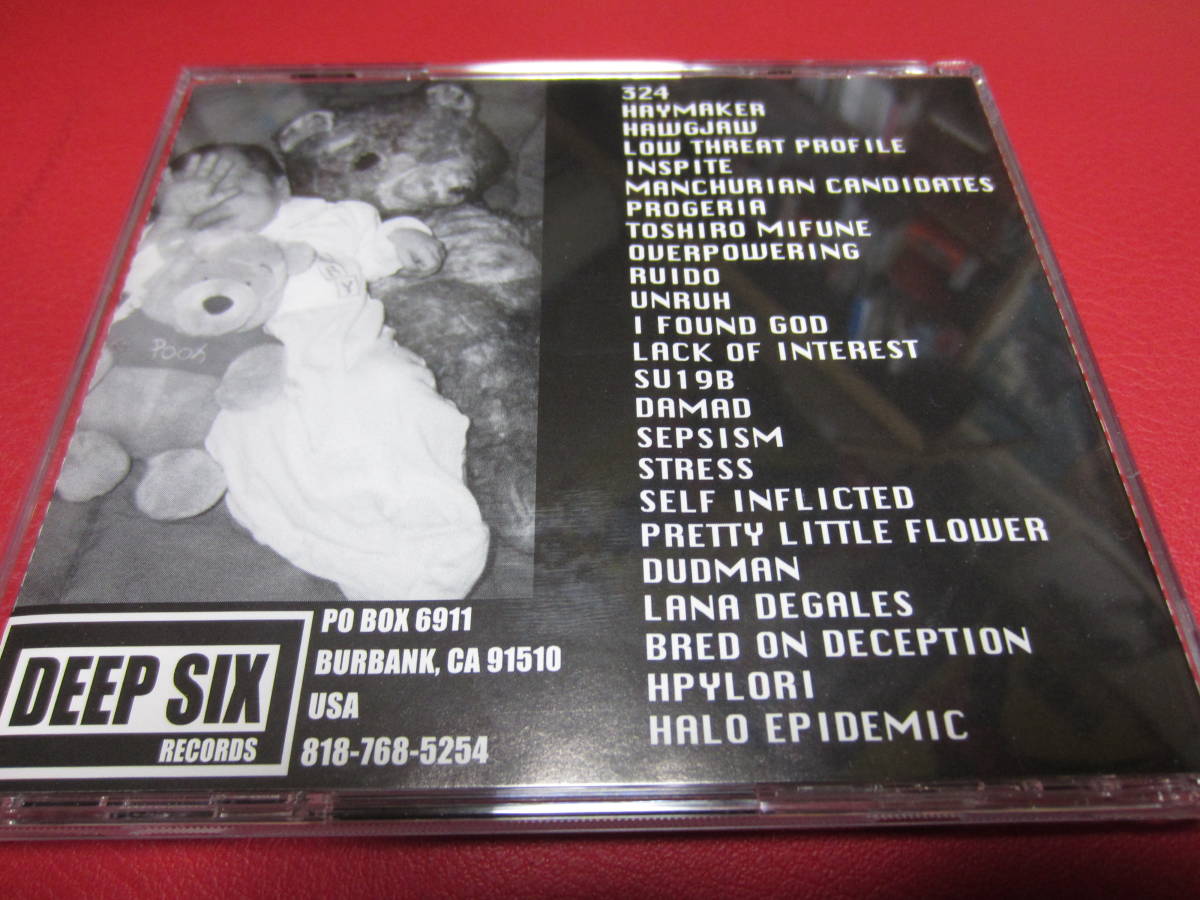 324
HAYMAKER
HAWGJAW
LOW THREAT PROFILE
INSPITE
MANCHURIAN CANDIDATES
PROGERIA
TOSHIRO MIFUNE
OVERPOWERING
RUIDO
UNRUH
I FOUND GOD
LACK OF INTEREST
SU19B
DAMAD
SEPSISM
STRESS
SELF INFLICTED
PRETTY LITTLE FLOWER
DUDMAN
LANA DEGALES
BRED ON DECEPTION
HPYLORI
HALO EPIDEMIC
Pooh
DEEP SIX
RECORDS
PO BOX 6911
BURBANK, CA 91510
USA
818-768-5254